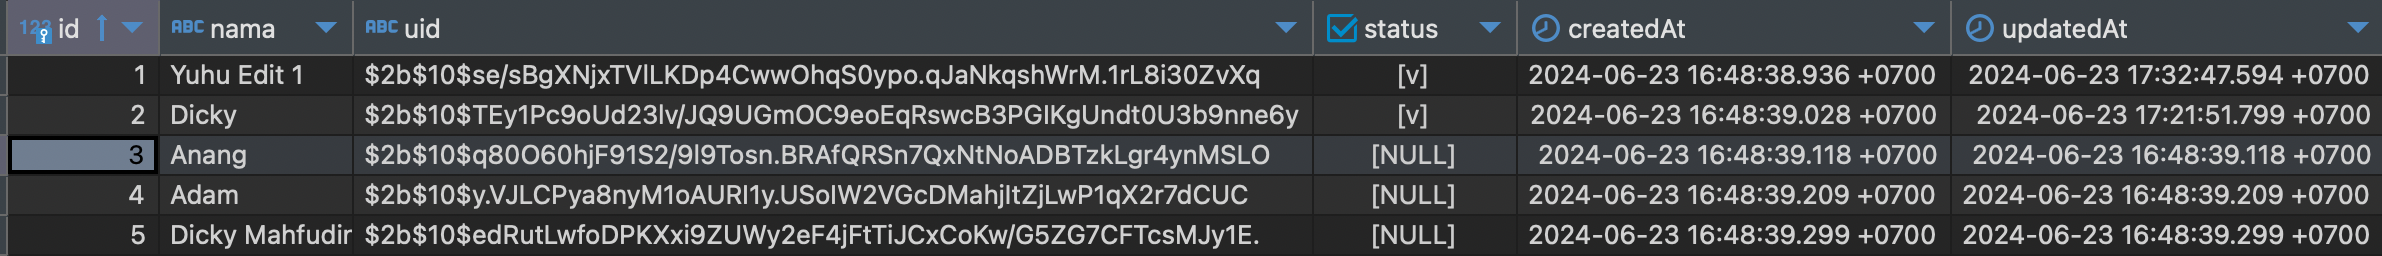 123 id ABC nama ABC uid status createdAt updatedAt
1 Yuhu Edit 1 $2b$10$se/sBgXNjxTVlLKDp4CwwOhqS0ypo.qJaNkqshWrM.1rL8i30ZvXq [v] 2024-06-23 16:48:38.936 +0700 2024-06-23 17:32:47.594 +0700
2 Dicky $2b$10$TEy1Pc9oUd23lv/JQ9UGmOC9eoEqRswcB3PGIKgUndt0U3b9nne6y [v] 2024-06-23 16:48:39.028 +0700 2024-06-23 17:21:51.799 +0700
3 Anang $2b$10$q80O60hjF91S2/9l9Tosn.BRAfQRSn7QxNtNoADBTzkLgr4ynMSLO [NULL] 2024-06-23 16:48:39.118 +0700 2024-06-23 16:48:39.118 +0700
4 Adam $2b$10$y.VJLCPya8nyM1oAURI1y.USoIW2VGcDMahjItZjLwP1qX2r7dCUC [NULL] 2024-06-23 16:48:39.209 +0700 2024-06-23 16:48:39.209 +0700
5 Dicky Mahfudir $2b$10$edRutLwfoDPKXxi9ZUWy2eF4jFtTiJCxCoKw/G5ZG7CFTcsMJy1E. [NULL] 2024-06-23 16:48:39.299 +0700 2024-06-23 16:48:39.299 +0700